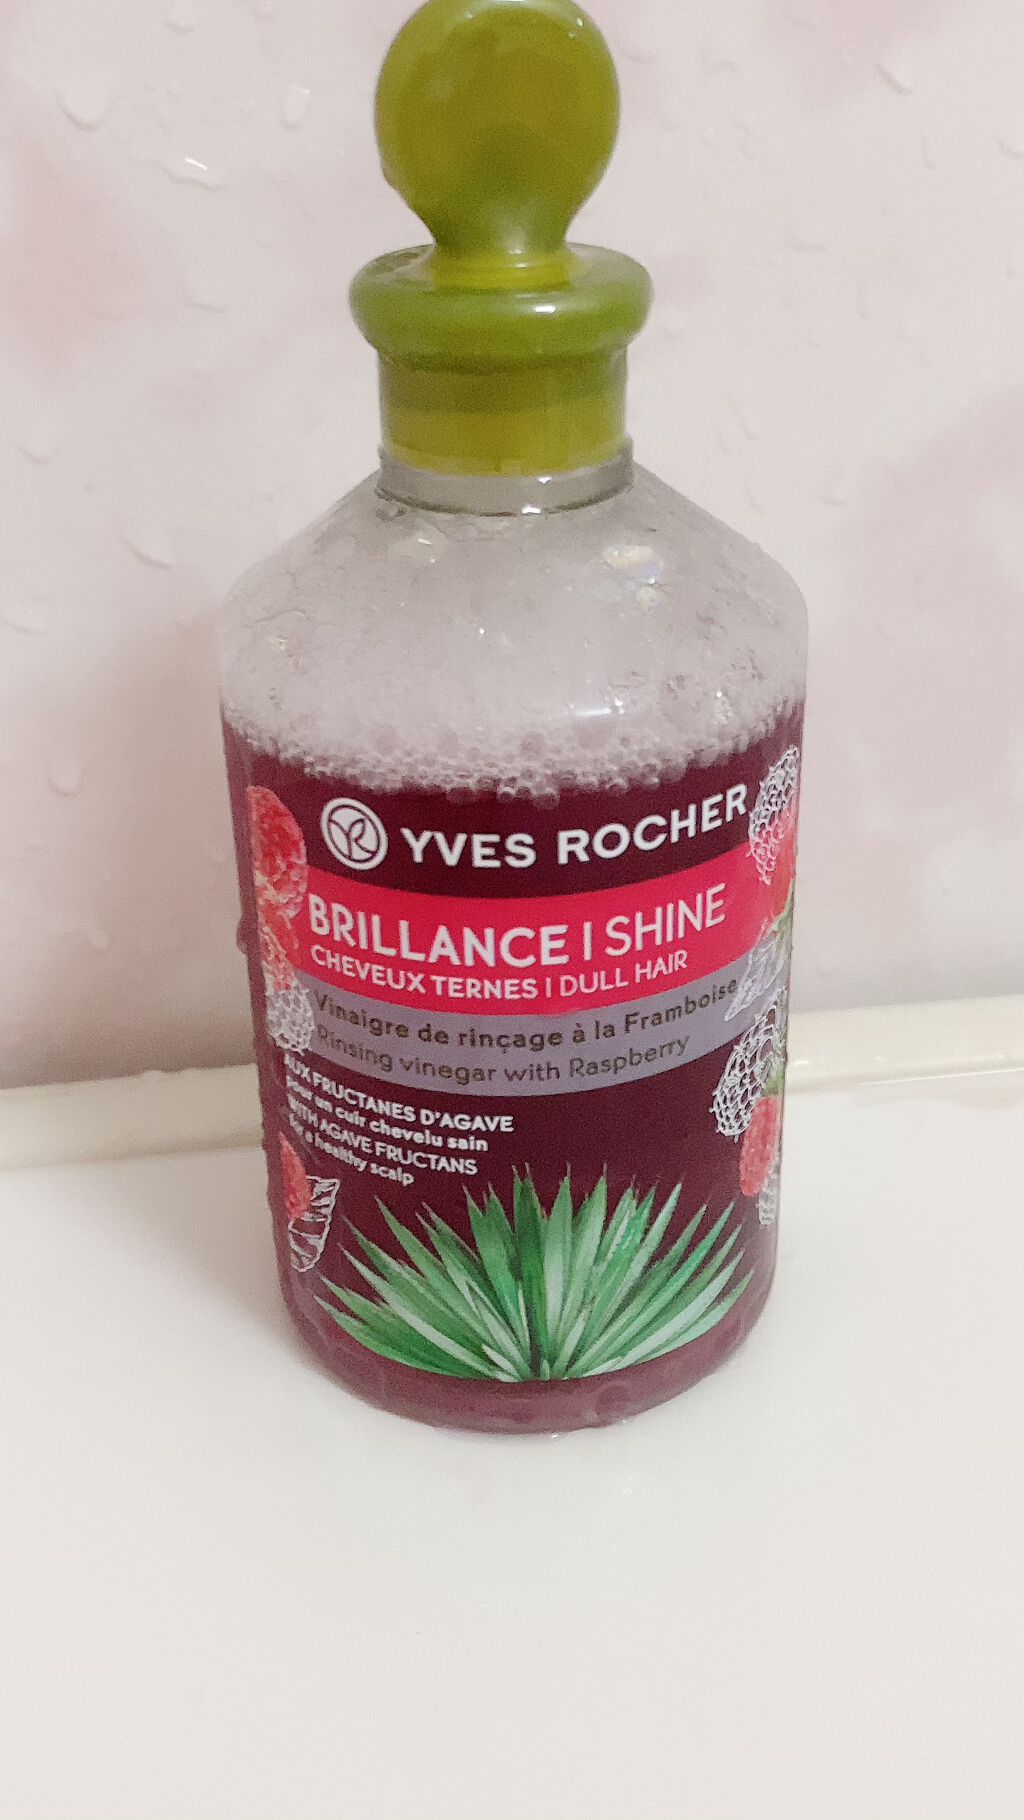 YVES ROCHER
BRILLANCE | SHINE
CHEVEUX TERNES | DULL HAIR
Vinaigre de rinçage à la Framboise
Rinsing vinegar with Raspberry
AUX FRUCTANES D'AGAVE
pour un cuir chevelu sain
WITH AGAVE FRUCTANS
for a healthy scalp